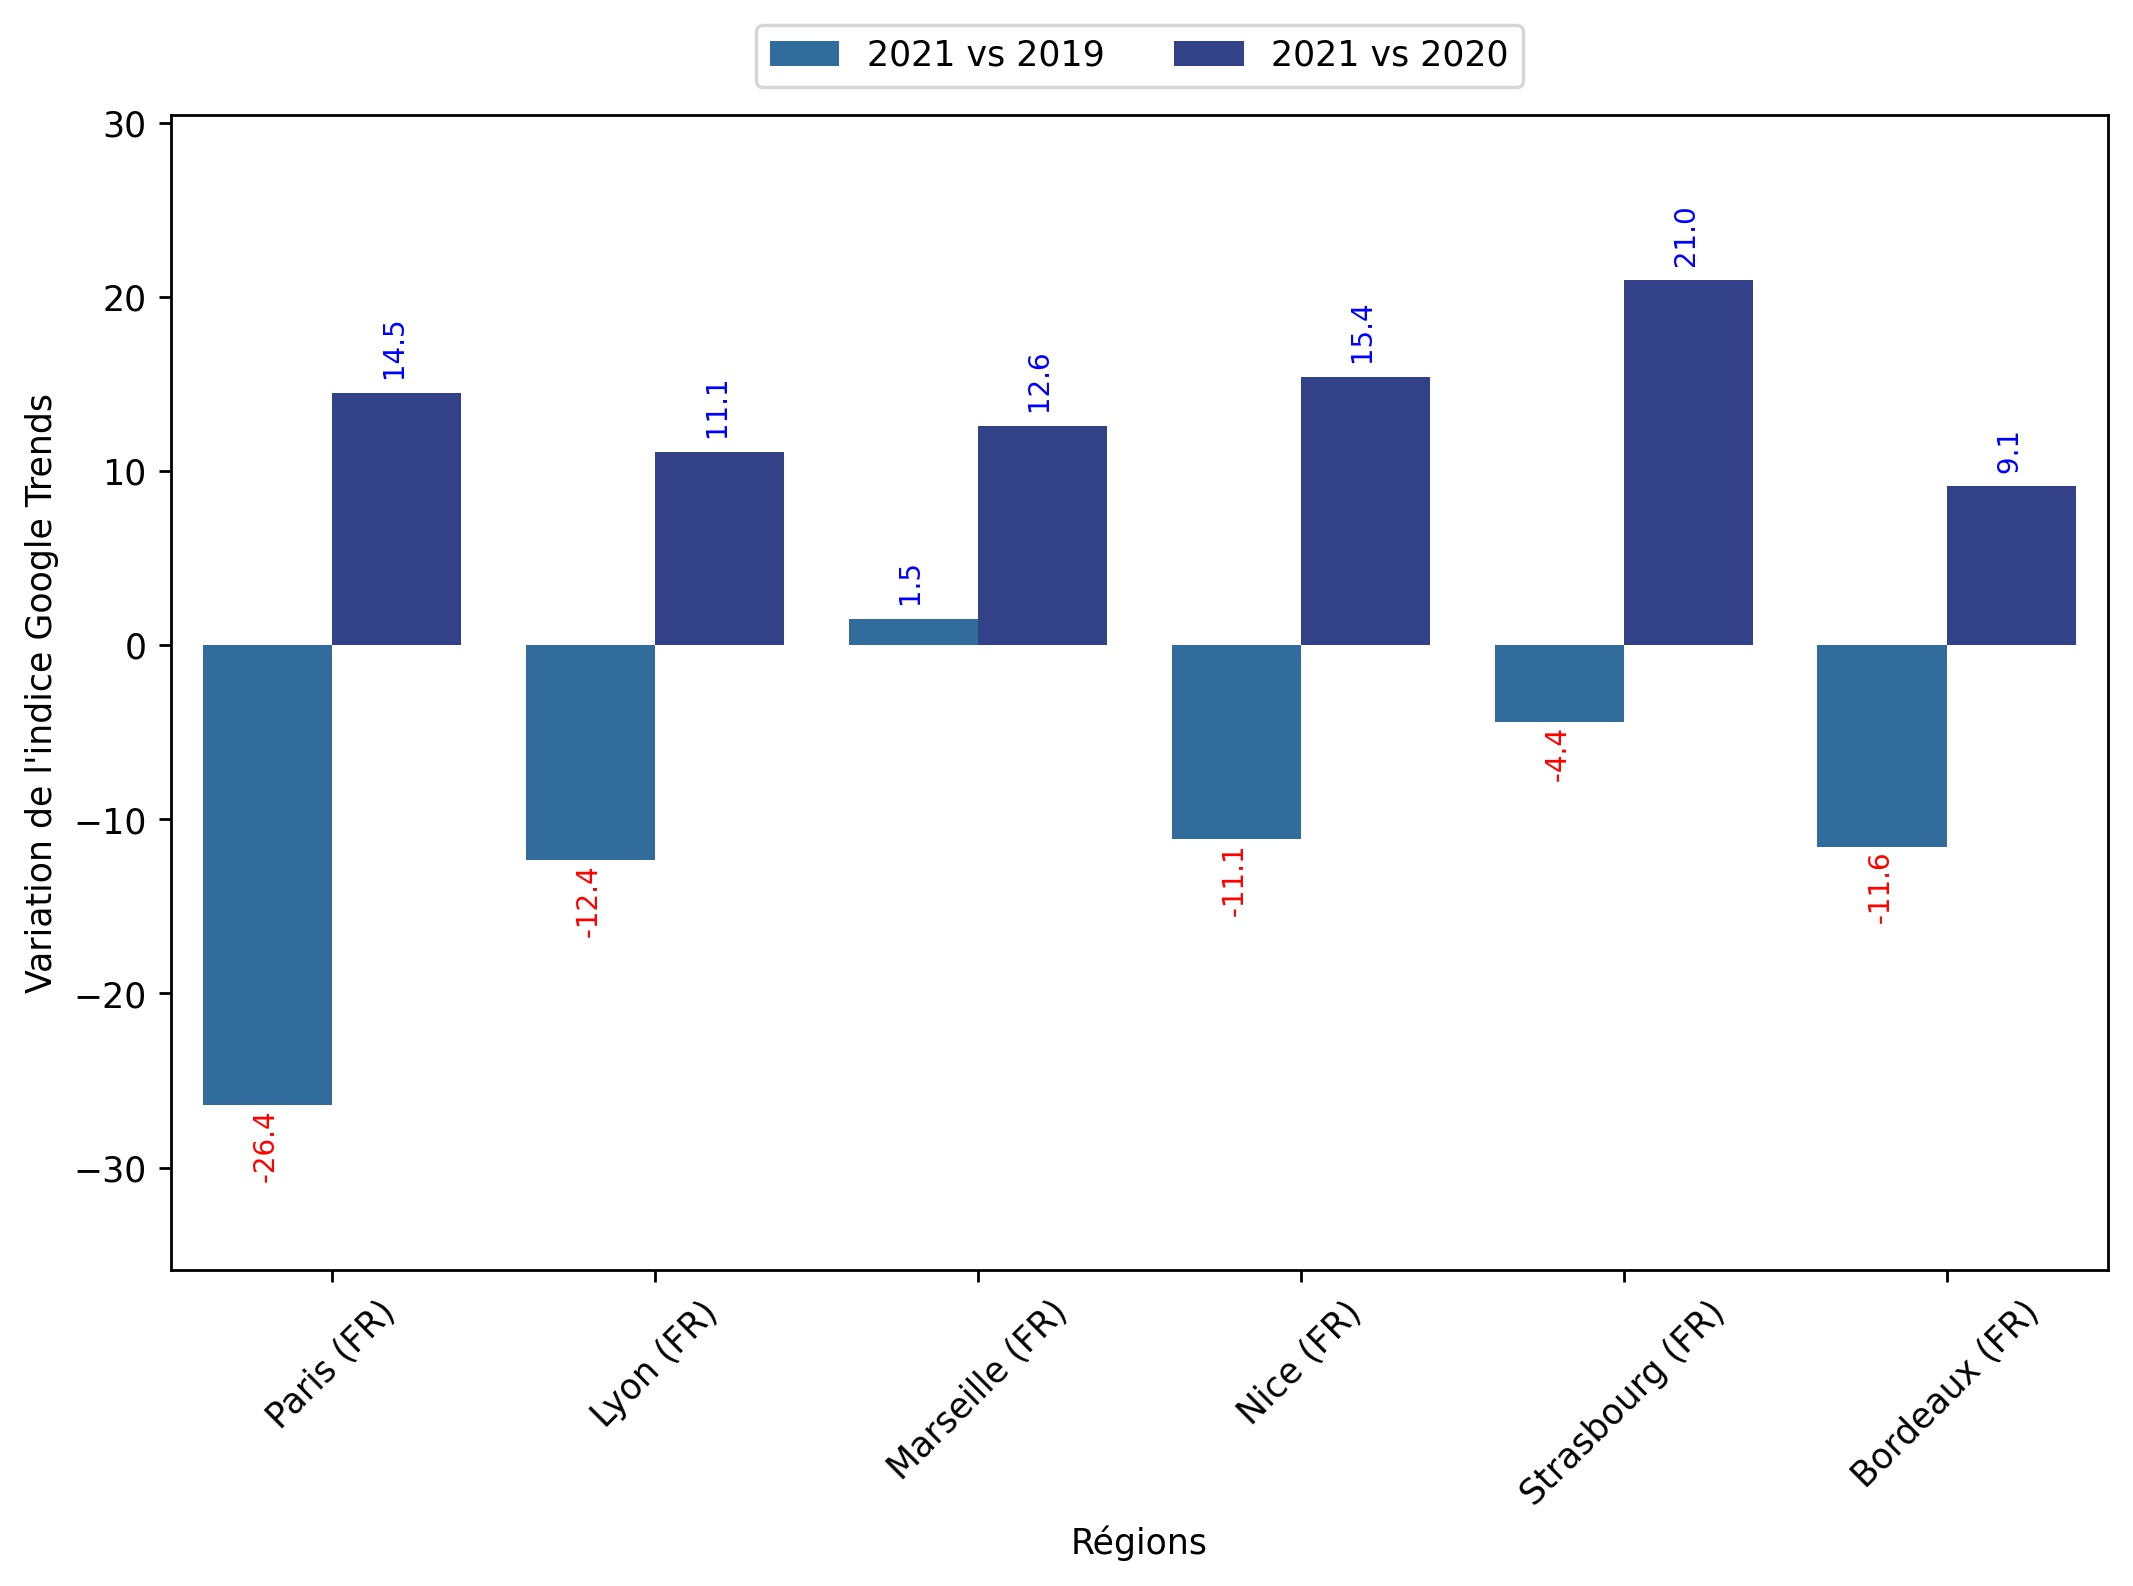 2021 vs 2019
2021 vs 2020
Variation de l'indice Google Trends
30
20
10
0
−10
−20
−30
-26.4
14.5
-12.4
11.1
1.5
12.6
-11.1
15.4
-4.4
21.0
-11.6
9.1
Paris (FR)
Lyon (FR)
Marseille (FR)
Nice (FR)
Strasbourg (FR)
Bordeaux (FR)
Régions